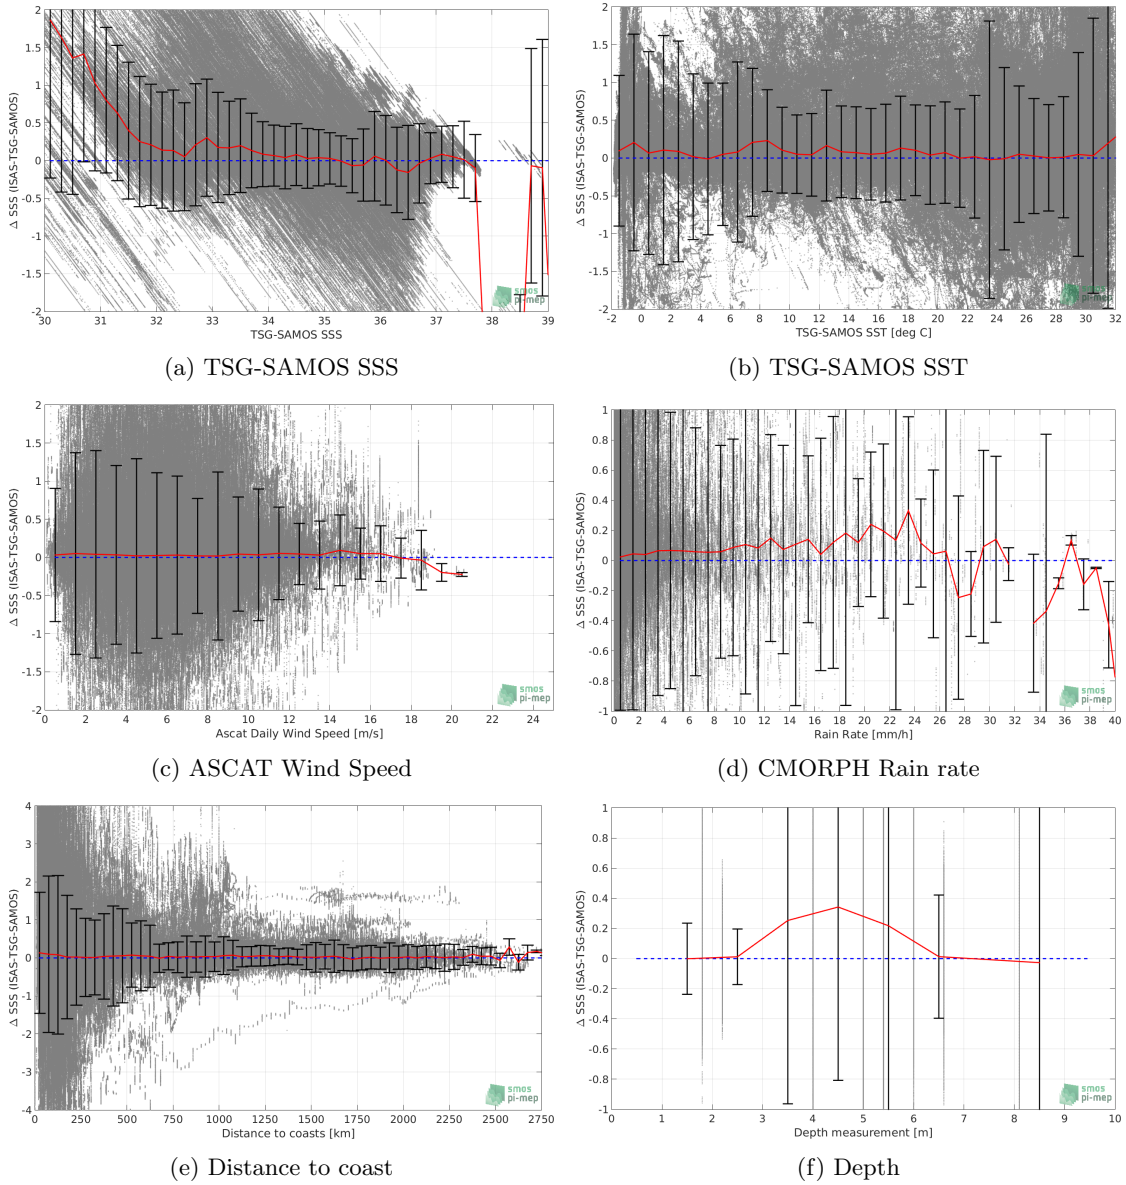 Δ SSS (ISAS-TSG-SAMOS)
2
1.5
1
0.5
0
-0.5
-1
-1.5
-2
30 31 32 33 34 35 36 37 38 39
TSG-SAMOS SSS
smos
pi-mep
(a) TSG-SAMOS SSS
Δ SSS (ISAS-TSG-SAMOS)
2
1.5
1
0.5
0
-0.5
-1
-1.5
-2
-2 0 2 4 6 8 10 12 14 16 18 20 22 24 26 28 30 32
TSG-SAMOS SST [deg C]
smos
pi-mep
(b) TSG-SAMOS SST
Δ SSS (ISAS-TSG-SAMOS)
2
1.5
1
0.5
0
-0.5
-1
-1.5
-2
0 2 4 6 8 10 12 14 16 18 20 22 24
Ascat Daily Wind Speed [m/s]
smos
pi-mep
(c) ASCAT Wind Speed
Δ SSS (ISAS-TSG-SAMOS)
1
0.8
0.6
0.4
0.2
0
-0.2
-0.4
-0.6
-0.8
-1
0 2 4 6 8 10 12 14 16 18 20 22 24 26 28 30 32 34 36 38 40
Rain Rate [mm/h]
smos
pi-mep
(d) CMORPH Rain rate
Δ SSS (ISAS-TSG-SAMOS)
4
3
2
1
0
-1
-2
-3
-4
0 250 500 750 1000 1250 1500 1750 2000 2250 2500 2750
Distance to coasts [km]
smos
pi-mep
(e) Distance to coast
Δ SSS (ISAS-TSG-SAMOS)
1
0.8
0.6
0.4
0.2
0
-0.2
-0.4
-0.6
-0.8
-1
0 1 2 3 4 5 6 7 8 9 10
Depth measurement [m]
smos
pi-mep
(f) Depth